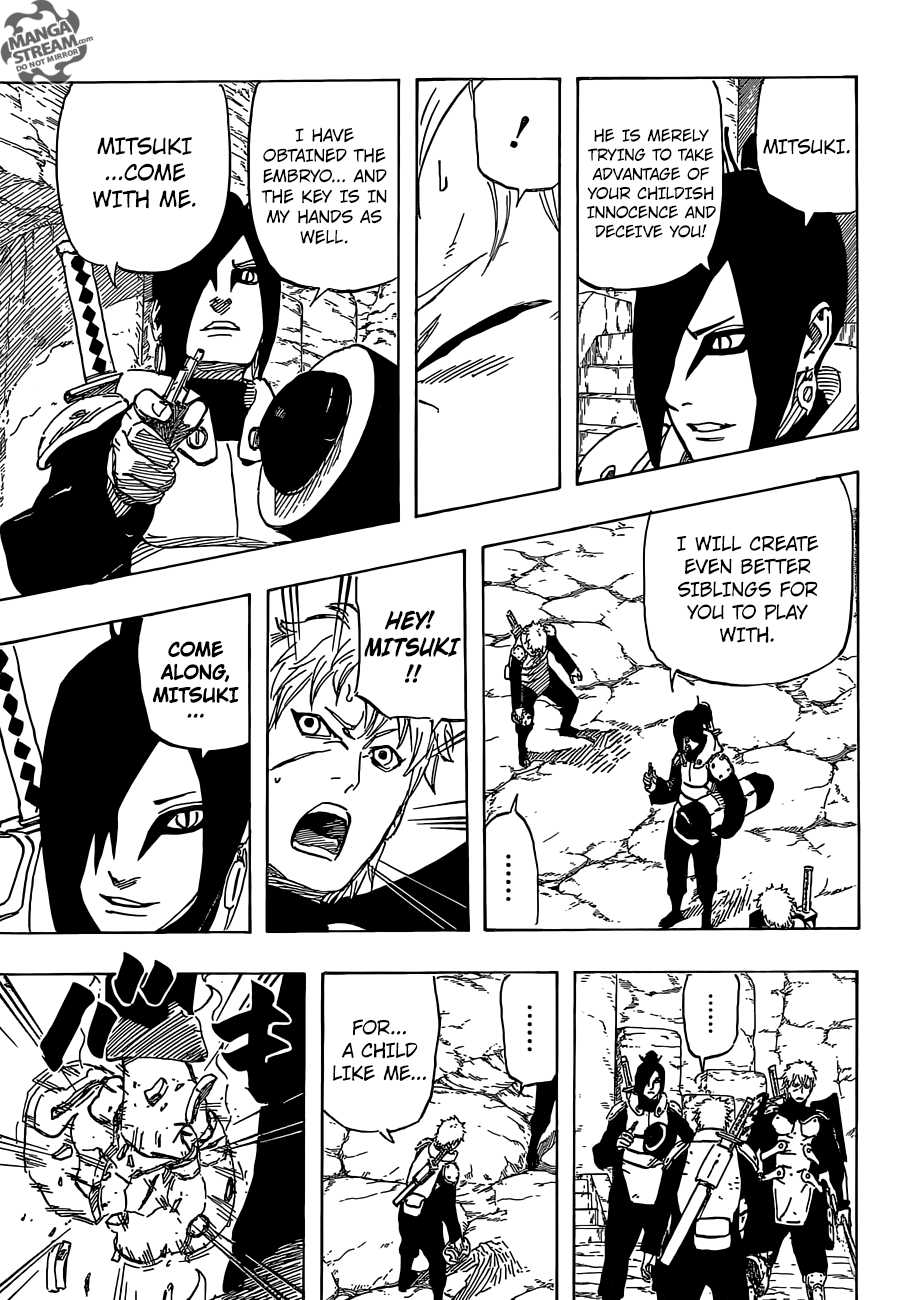 MANGA
STREAM.com
DO NOT MIRROR
MITSUKI.
HE IS MERELY
TRYING TO TAKE
ADVANTAGE OF
YOUR CHILDISH
INNOCENCE AND
DECEIVE YOU!
!
I HAVE
OBTAINED THE
EMBRYO... AND
THE KEY IS IN
MY HANDS AS
WELL.
MITSUKI
...COME
WITH ME.
I WILL CREATE
EVEN BETTER
SIBLINGS FOR
YOU TO PLAY
WITH.
......
HEY!
MITSUKI
!!
COME
ALONG,
MITSUKI
...
......
......
FOR...
A CHILD
LIKE ME...
バキ